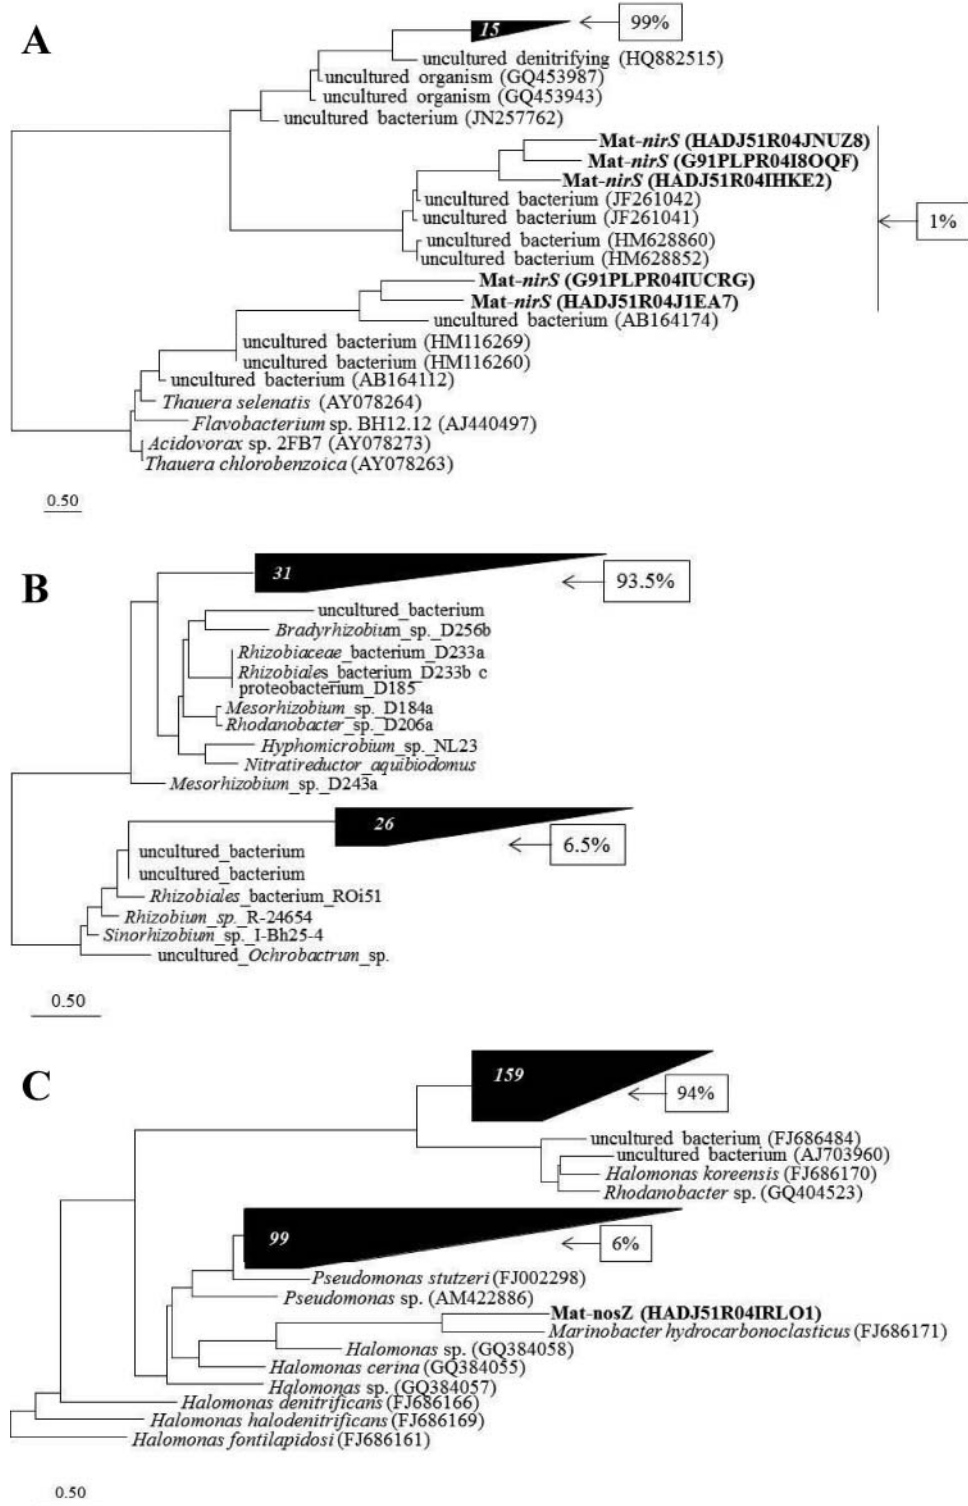 A
15
99%
uncultured denitrifying (HQ882515)
uncultured organism (GQ453987)
uncultured organism (GQ453943)
uncultured bacterium (JN257762)
Mat-nirS (HADJ51R04JNUZ8)
Mat-nirS (G91PLPR04I8OQF)
Mat-nirS (HADJ51R04IHKE2)
uncultured bacterium (JF261042)
uncultured bacterium (JF261041)
1%
uncultured bacterium (HM628860)
uncultured bacterium (HM628852)
Mat-nirS (G91PLPR04IUCRG)
Mat-nirS (HADJ51R04J1EA7)
uncultured bacterium (AB164174)
uncultured bacterium (HM116269)
uncultured bacterium (HM116260)
uncultured bacterium (AB164112)
Thauera selenatis (AY078264)
Flavobacterium sp. BH12.12 (AJ440497)
Acidovorax sp. 2FB7 (AY078273)
Thauera chlorobenzoica (AY078263)
0.50
B
31
93.5%
uncultured_bacterium
Bradyrhizobium_sp._D256b
Rhizobiaceae_bacterium_D233a
Rhizobiales_bacterium_D233b c
proteobacterium_D185
Mesorhizobium_sp._D184a
Rhodanobacter_sp._D206a
Hyphomicrobium_sp._NL23
Nitratireductor_aquibiodomus
Mesorhizobium_sp._D243a
26
6.5%
uncultured_bacterium
uncultured_bacterium
Rhizobiales_bacterium_ROi51
Rhizobium_sp._R-24654
Sinorhizobium_sp._I-Bh25-4
uncultured_Ochrobactrum_sp.
0.50
C
159
94%
uncultured bacterium (FJ686484)
uncultured bacterium (AJ703960)
Halomonas koreensis (FJ686170)
Rhodanobacter sp. (GQ404523)
99
6%
Pseudomonas stutzeri (FJ002298)
Pseudomonas sp. (AM422886)
Mat-nosZ (HADJ51R04IRLO1)
Marinobacter hydrocarbonoclasticus (FJ686171)
Halomonas sp. (GQ384058)
Halomonas cerina (GQ384055)
Halomonas sp. (GQ384057)
Halomonas denitrificans (FJ686166)
Halomonas halodenitrificans (FJ686169)
Halomonas fontilapidosi (FJ686161)
0.50